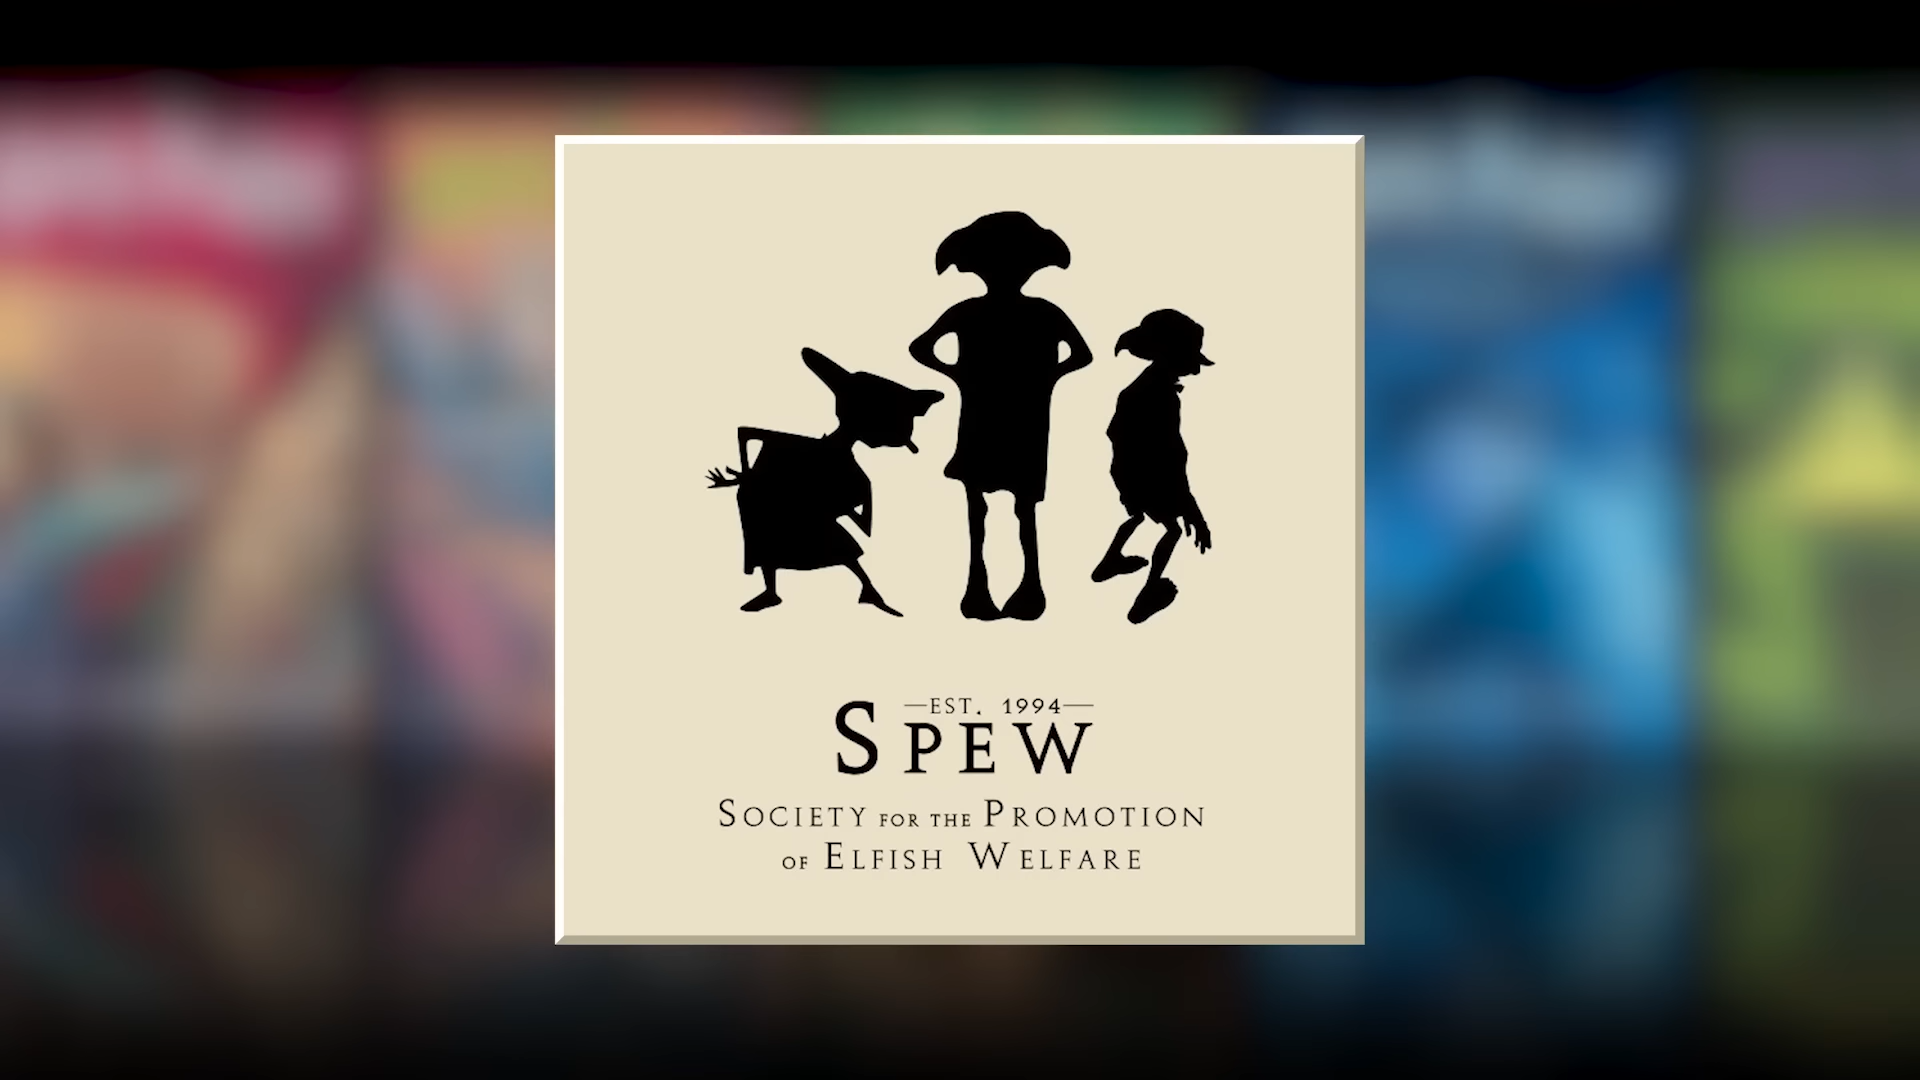 —EST. 1994—
SPEW
SOCIETY FOR THE PROMOTION
OF ELFISH WELFARE